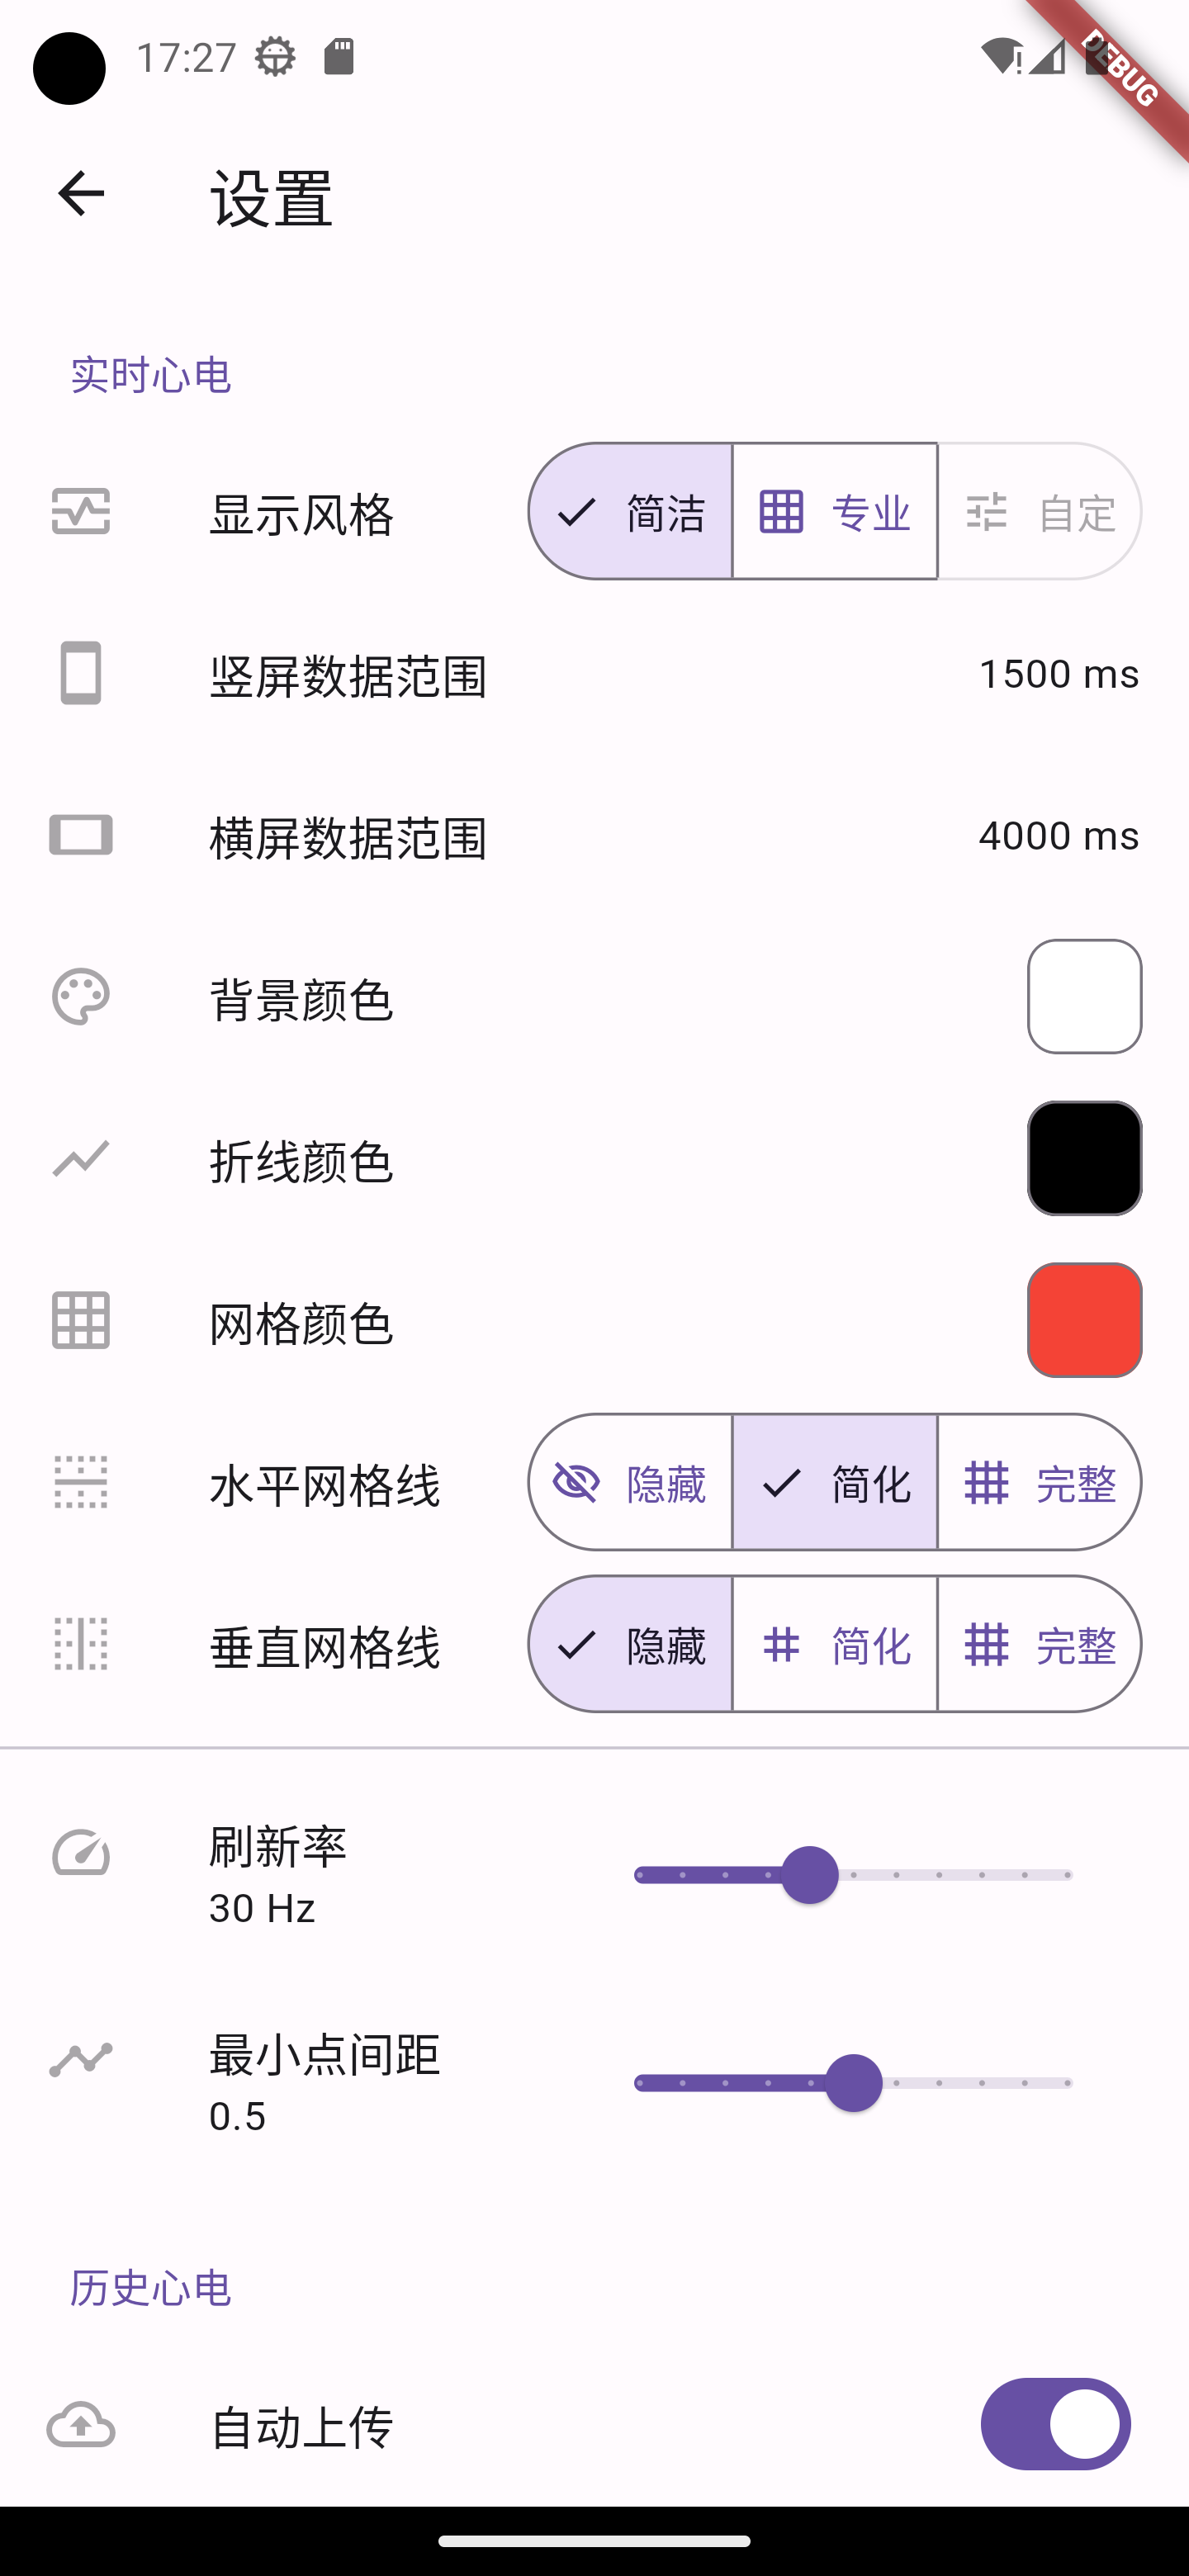 17:27
DEBUG
设置
实时心电
显示风格 简洁 专业 自定
竖屏数据范围 1500 ms
横屏数据范围 4000 ms
背景颜色
折线颜色
网格颜色
水平网格线 隐藏 简化 完整
垂直网格线 隐藏 简化 完整
刷新率
30 Hz
最小点间距
0.5
历史心电
自动上传